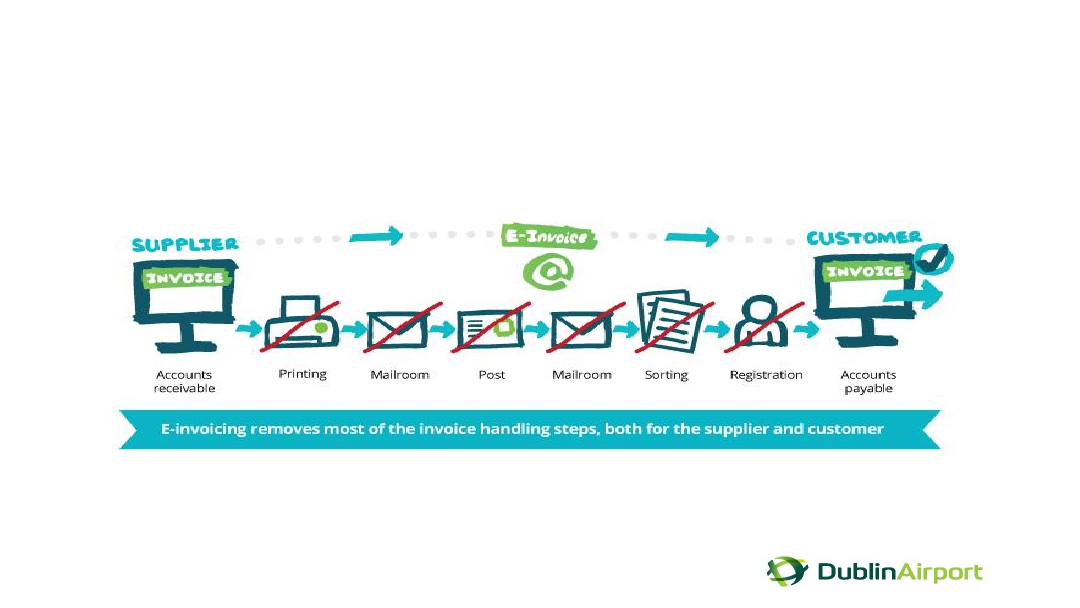 SUPPLIER
E-Invoice
CUSTOMER
INVOICE
@
INVOICE
Accounts
receivable
Printing
Mailroom
Post
Mailroom
Sorting
Registration
Accounts
payable
E-invoicing removes most of the invoice handling steps, both for the supplier and customer
DublinAirport